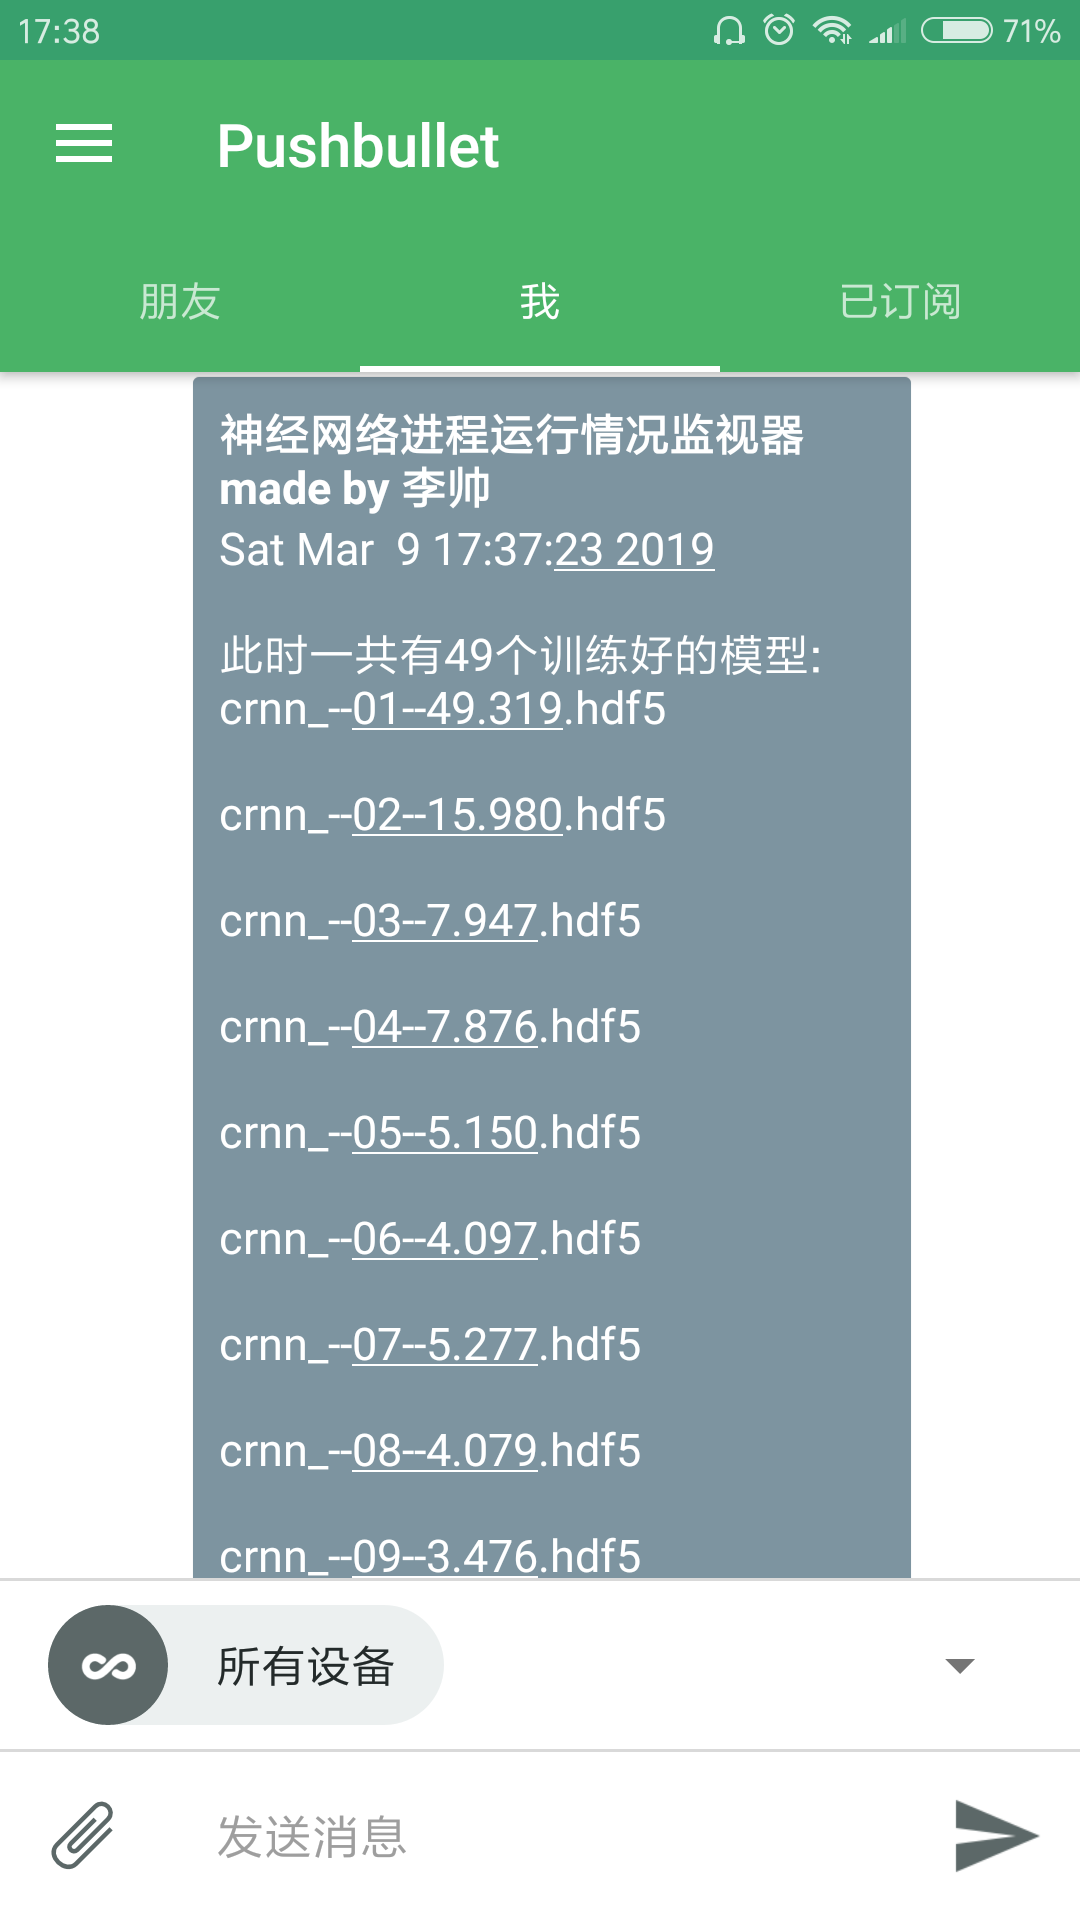 17:38
71%
Pushbullet
朋友
我
已订阅
神经网络进程运行情况监视器
made by 李帅
Sat Mar  9 17:37:23 2019
此时一共有49个训练好的模型:
crnn_--01--49.319.hdf5
crnn_--02--15.980.hdf5
crnn_--03--7.947.hdf5
crnn_--04--7.876.hdf5
crnn_--05--5.150.hdf5
crnn_--06--4.097.hdf5
crnn_--07--5.277.hdf5
crnn_--08--4.079.hdf5
crnn_--09--3.476.hdf5
所有设备
发送消息